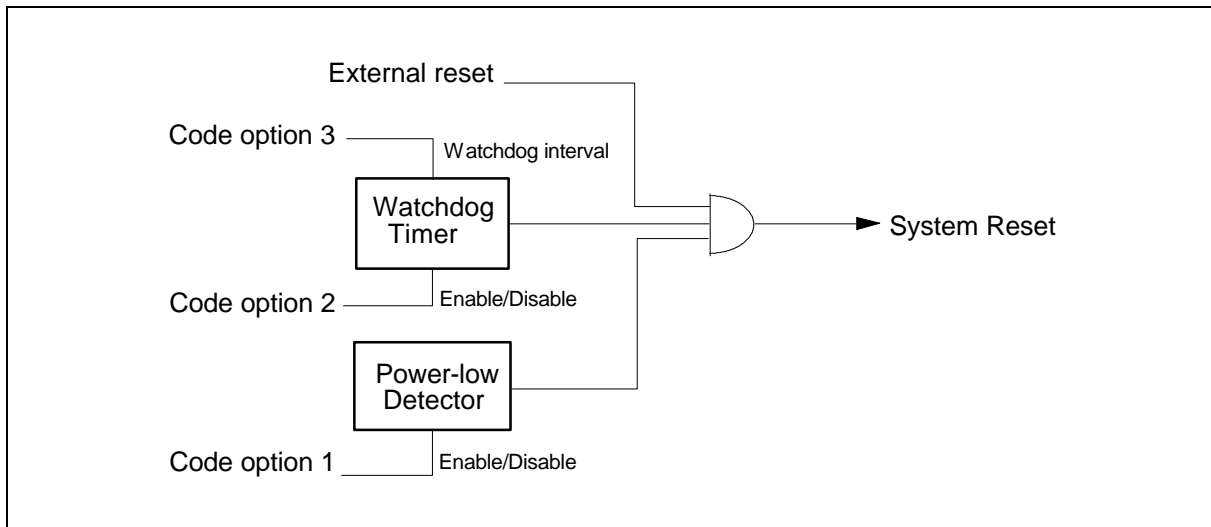 External reset
Code option 3
Watchdog interval
Watchdog
Timer
System Reset
Code option 2
Enable/Disable
Power-low
Detector
Code option 1
Enable/Disable